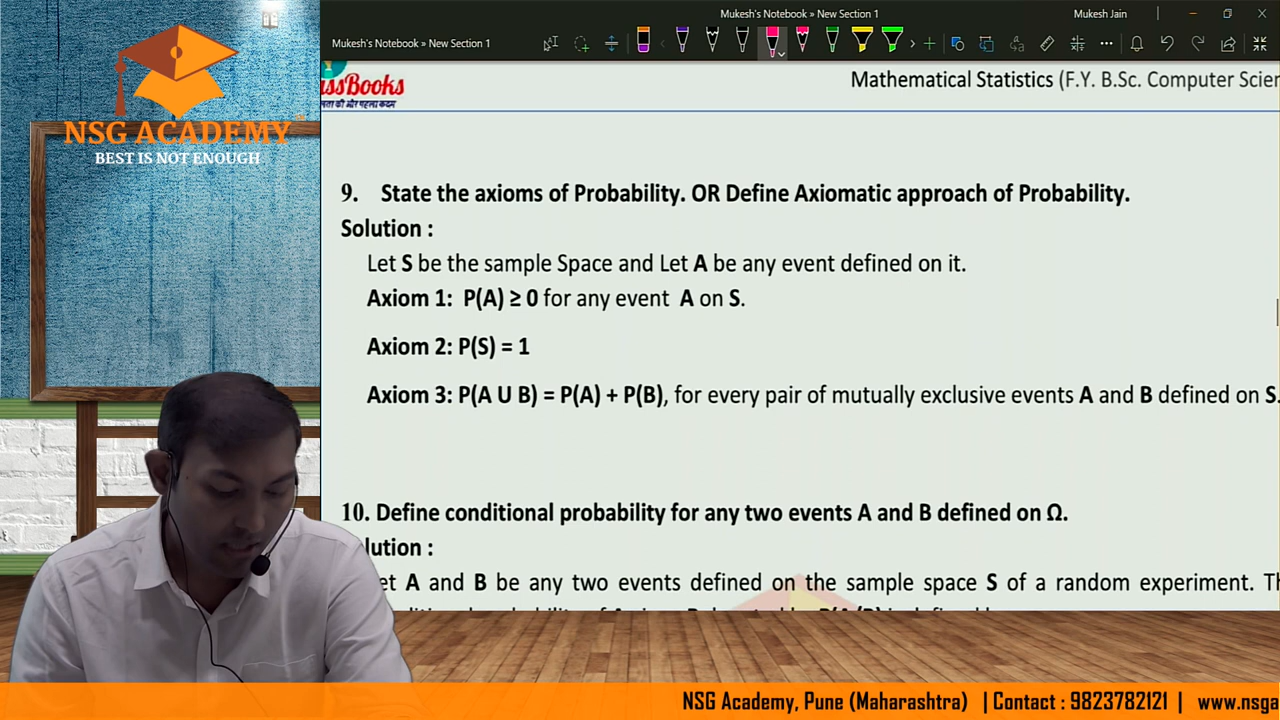 Mukesh's Notebook » New Section 1
Mukesh Jain
Mukesh's Notebook » New Section 1
NSG ACADEMY
BEST IS NOT ENOUGH
ssBooks
Mathematical Statistics (F.Y. B.Sc. Computer Scien
9. State the axioms of Probability. OR Define Axiomatic approach of Probability.
Solution :
Let S be the sample Space and Let A be any event defined on it.
Axiom 1: P(A) ≥ 0 for any event A on S.
Axiom 2: P(S) = 1
Axiom 3: P(A U B) = P(A) + P(B), for every pair of mutually exclusive events A and B defined on S.
10. Define conditional probability for any two events A and B defined on Ω.
lution :
et A and B be any two events defined on the sample space S of a random experiment. Th
NSG Academy, Pune (Maharashtra) | Contact : 9823782121 | www.nsga